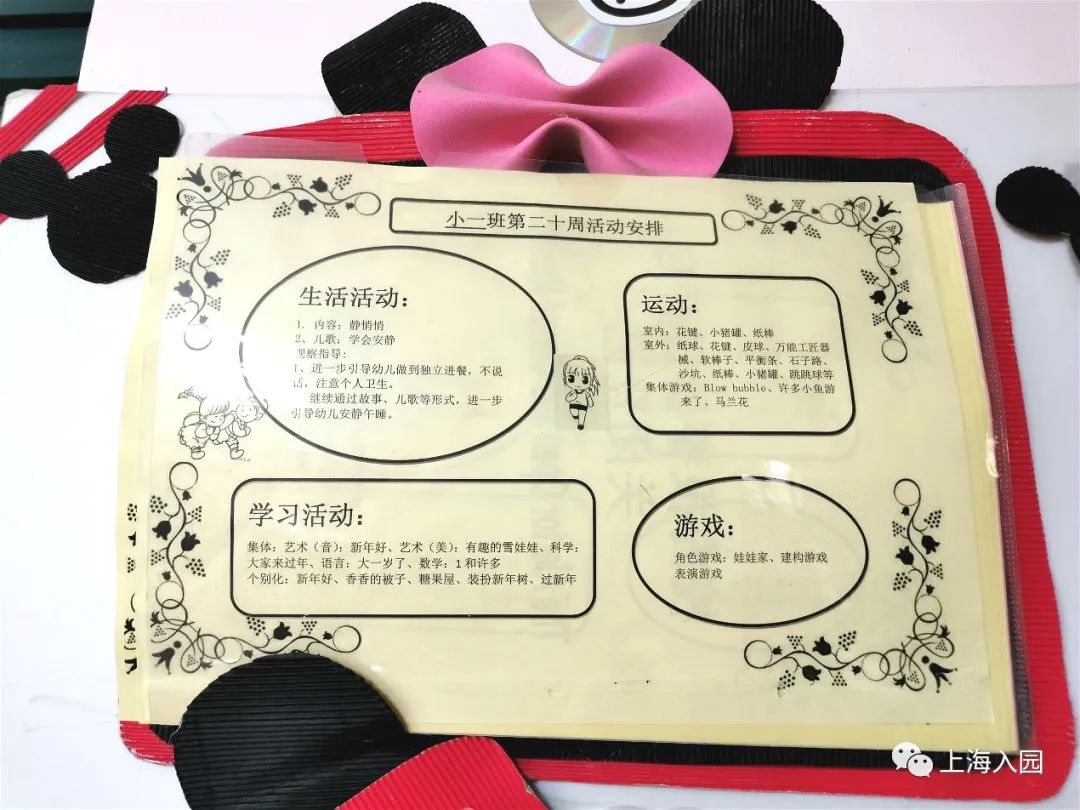 小一班第二十周活动安排
生活活动：
1. 内容：静悄悄
2、儿歌：学会安静
观察指导：
1、进一步引导幼儿做到独立进餐，不说
话，注意个人卫生。
继续通过故事、儿歌等形式，进一步
引导幼儿安静午睡。
运动：
室内：花键、小猪罐、纸棒
室外：纸球、花键、皮球、万能工匠器
械、软棒子、平衡条、石子路、
沙坑、纸棒、小猪罐、跳跳球等
集体游戏：Blow bubble、许多小鱼游
来了、马兰花
学习活动：
集体：艺术（音）：新年好、艺术（美）：有趣的雪娃娃、科学：
大家来过年、语言：大一岁了、数学：1和许多
个别化：新年好、香香的被子、糖果屋、装扮新年树、过新年
游戏：
角色游戏：娃娃家、建构游戏
表演游戏
上海入园